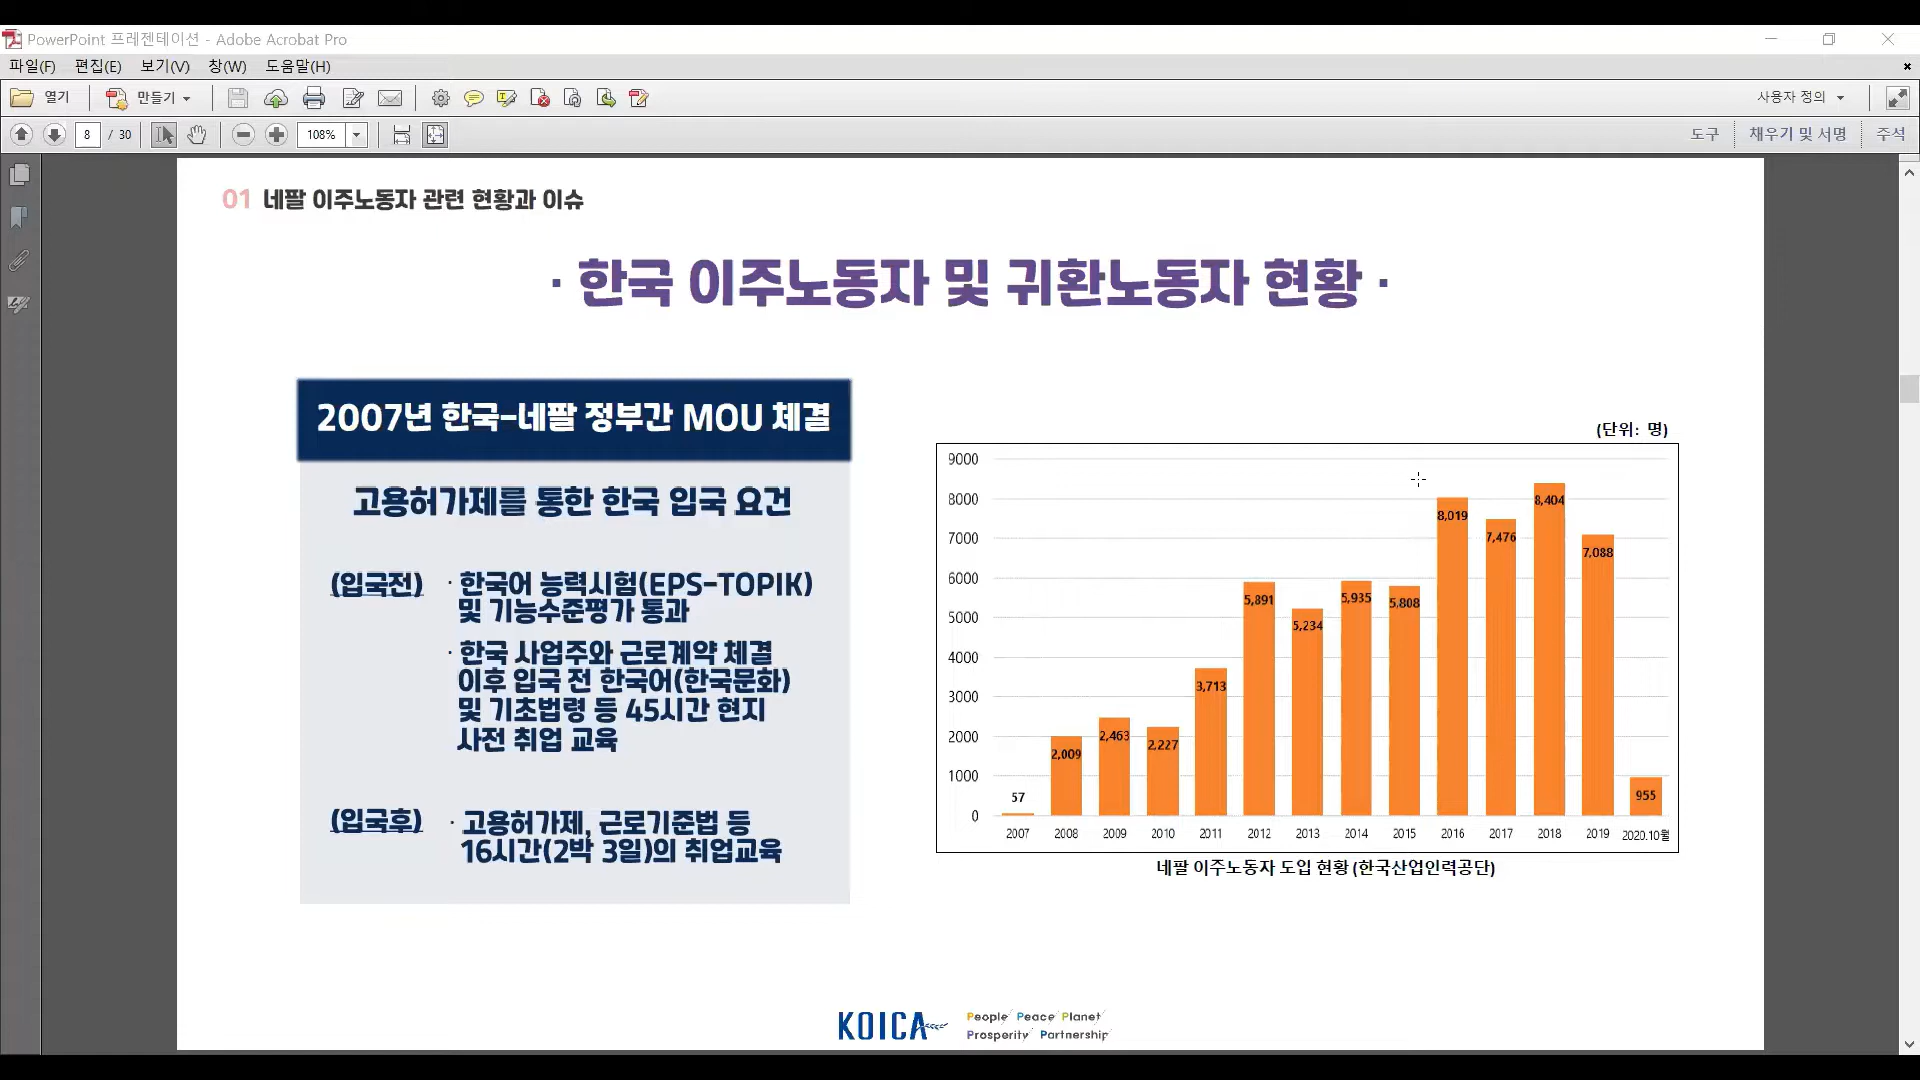 PowerPoint 프레젠테이션 - Adobe Acrobat Pro
파일(F) 편집(E) 보기(V) 창(W) 도움말(H)
열기 만들기 사용자 정의
8 / 30 108% 도구 채우기 및 서명 주석
01 네팔 이주노동자 관련 현황과 이슈
· 한국 이주노동자 및 귀환노동자 현황 ·
2007년 한국-네팔 정부간 MOU 체결
고용허가제를 통한 한국 입국 요건
(입국전) · 한국어 능력시험(EPS-TOPIK)
및 기능수준평가 통과
· 한국 사업주와 근로계약 체결
이후 입국 전 한국어(한국문화)
및 기초법령 등 45시간 현지
사전 취업 교육
(입국후) · 고용허가제, 근로기준법 등
16시간(2박 3일)의 취업교육
(단위: 명)
9000
8000
7000
6000
5000
4000
3000
2000
1000
0
57
2,009
2,463
2,227
3,713
5,891
5,234
5,935
5,808
8,019
7,476
8,404
7,088
955
2007 2008 2009 2010 2011 2012 2013 2014 2015 2016 2017 2018 2019 2020.10월
네팔 이주노동자 도입 현황 (한국산업인력공단)
KOICA
People Peace Planet
Prosperity Partnership